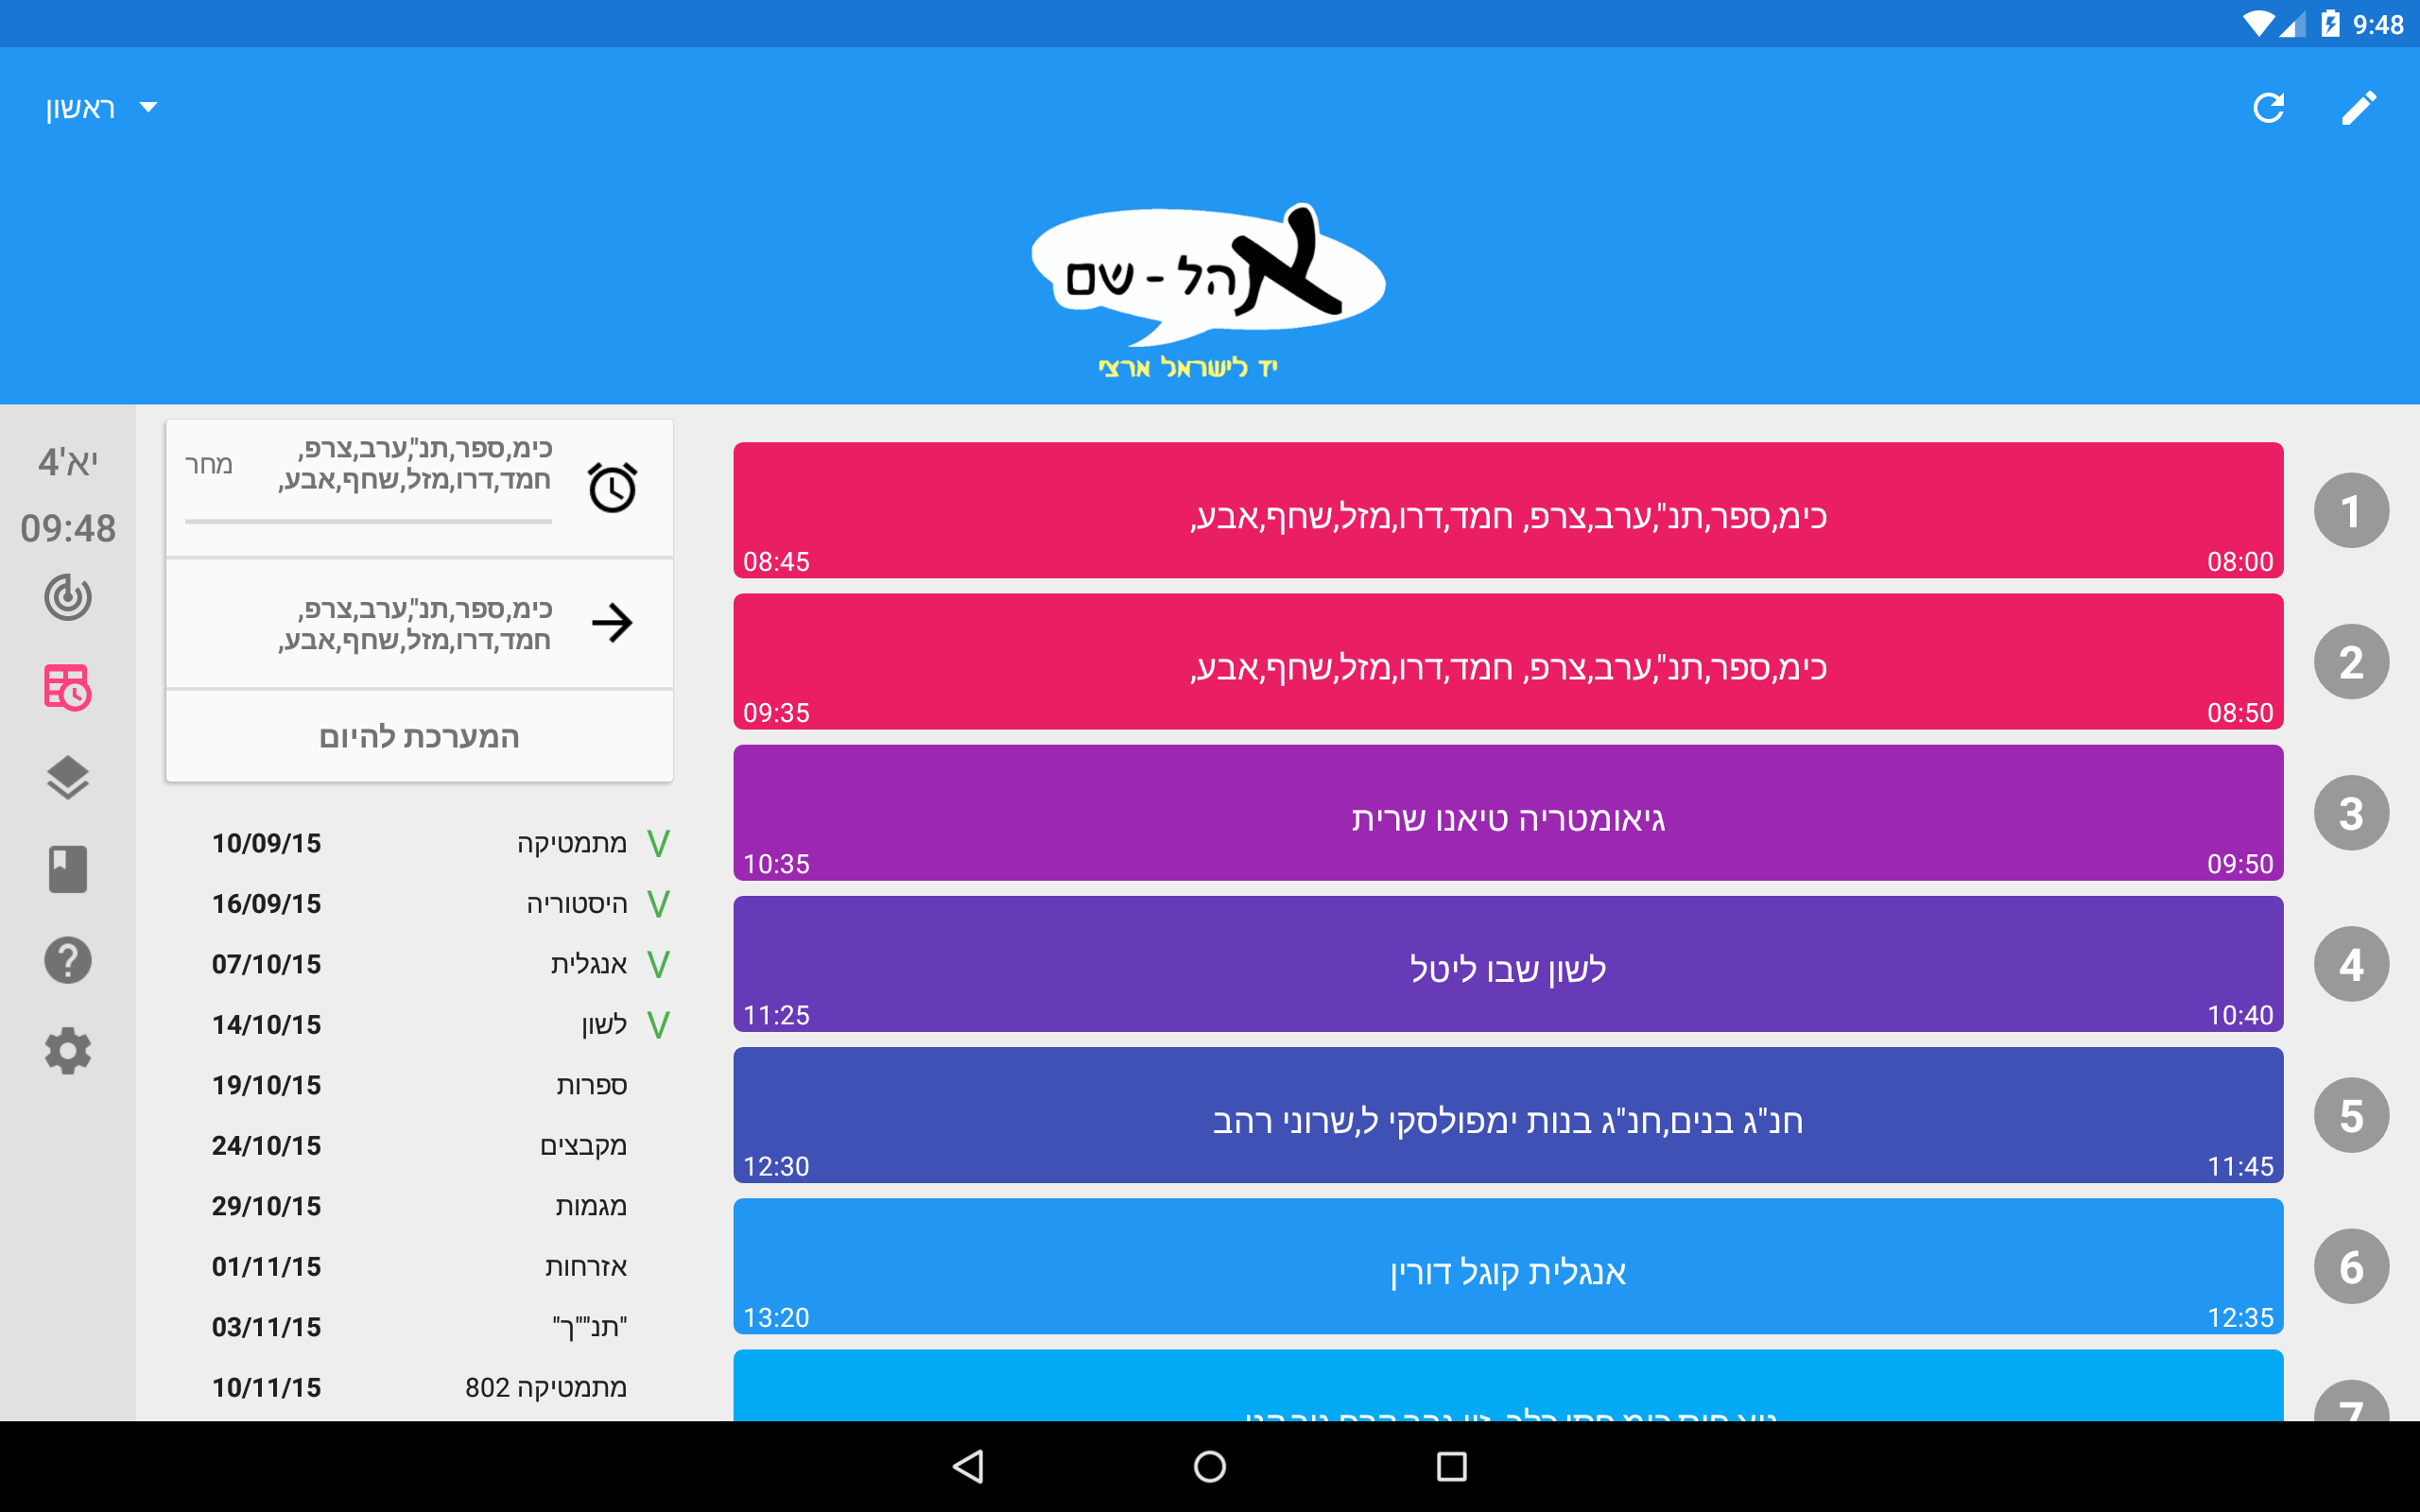 9:48
ראשון
אהל - שם
יד לישראל ארצי
יא'4
09:48
כימ,ספר,תנ",ערב,צרפ,
חמד,דרו,מזל,שחף,אבע,
מחר
כימ,ספר,תנ",ערב,צרפ,
חמד,דרו,מזל,שחף,אבע,
המערכת להיום
V מתמטיקה 10/09/15
V היסטוריה 16/09/15
V אנגלית 07/10/15
V לשון 14/10/15
ספרות 19/10/15
מקבצים 24/10/15
מגמות 29/10/15
אזרחות 01/11/15
"תנ""ך" 03/11/15
מתמטיקה 802 10/11/15
1
כימ,ספר,תנ",ערב,צרפ, חמד,דרו,מזל,שחף,אבע,
08:00 08:45
2
כימ,ספר,תנ",ערב,צרפ, חמד,דרו,מזל,שחף,אבע,
08:50 09:35
3
גיאומטריה טיאנו שרית
09:50 10:35
4
לשון שבו ליטל
10:40 11:25
5
חנ"ג בנים,חנ"ג בנות ימפולסקי ל,שרוני רהב
11:45 12:30
6
אנגלית קוגל דורין
12:35 13:20
7